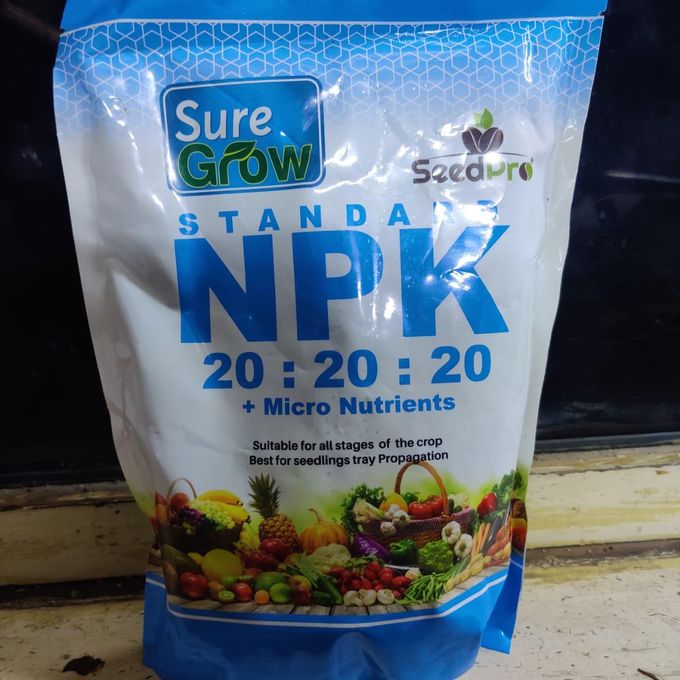 Sure
Grow
SeedPro
STANDARD
NPK
20 : 20 : 20
+ Micro Nutrients
Suitable for all stages of the crop
Best for seedlings tray Propagation